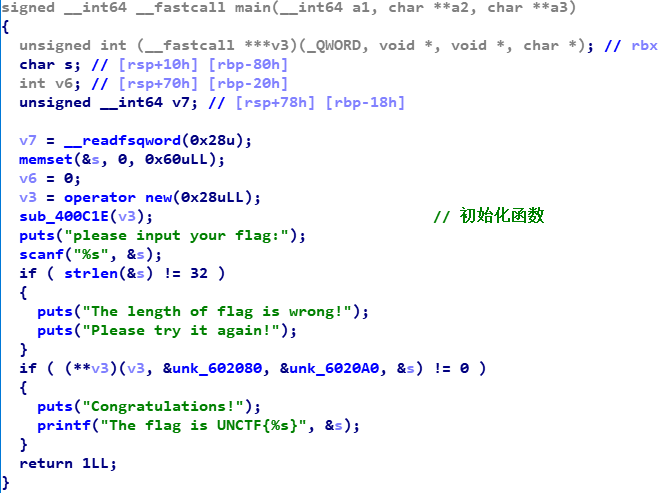 signed __int64 __fastcall main(__int64 a1, char **a2, char **a3)
{
  unsigned int (__fastcall ***v3)(_QWORD, void *, void *, char *); // rbx
  char s; // [rsp+10h] [rbp-80h]
  int v6; // [rsp+70h] [rbp-20h]
  unsigned __int64 v7; // [rsp+78h] [rbp-18h]

  v7 = __readfsqword(0x28u);
  memset(&s, 0, 0x60uLL);
  v6 = 0;
  v3 = operator new(0x28uLL);
  sub_400C1E(v3);                                  // 初始化函数
  puts("please input your flag:");
  scanf("%s", &s);
  if ( strlen(&s) != 32 )
  {
    puts("The length of flag is wrong!");
    puts("Please try it again!");
  }
  if ( (**v3)(v3, &unk_602080, &unk_6020A0, &s) != 0 )
  {
    puts("Congratulations!");
    printf("The flag is UNCTF{%s}", &s);
  }
  return 1LL;
}